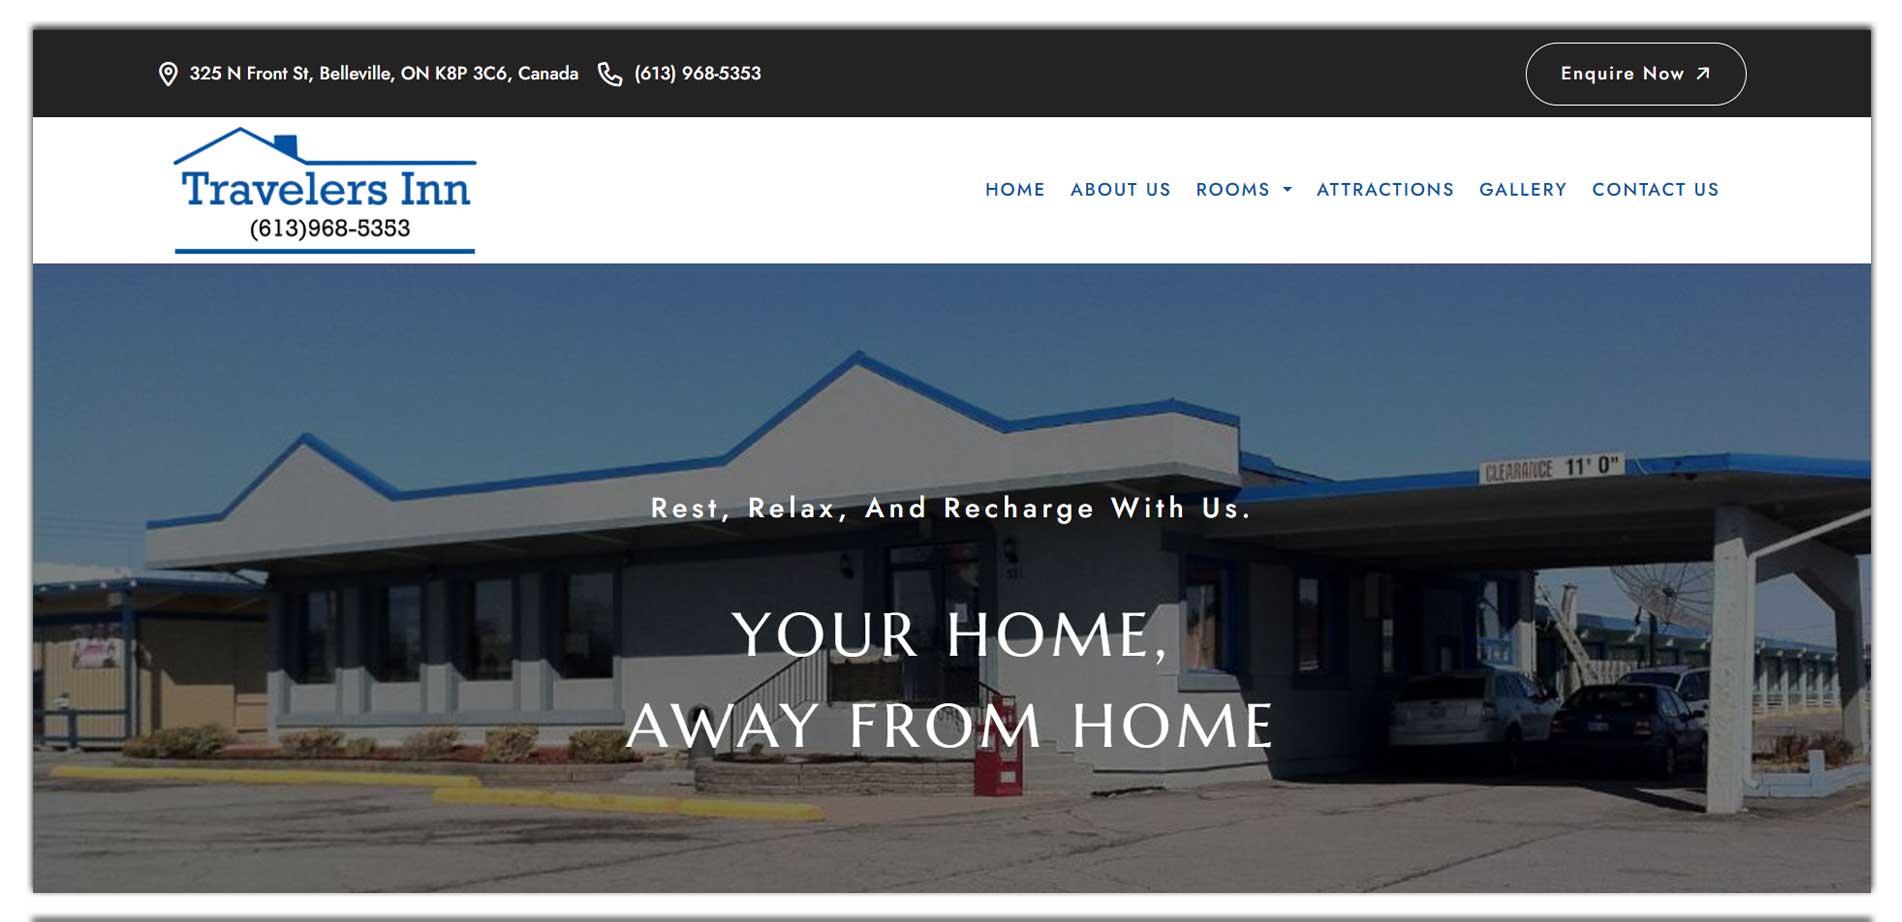 325 N Front St, Belleville, ON K8P 3C6, Canada (613) 968-5353
Enquire Now
Travelers Inn
(613)968-5353
HOME ABOUT US ROOMS ATTRACTIONS GALLERY CONTACT US
CLEARANCE 11' 0"
Rest, Relax, And Recharge With Us.
YOUR HOME,
AWAY FROM HOME